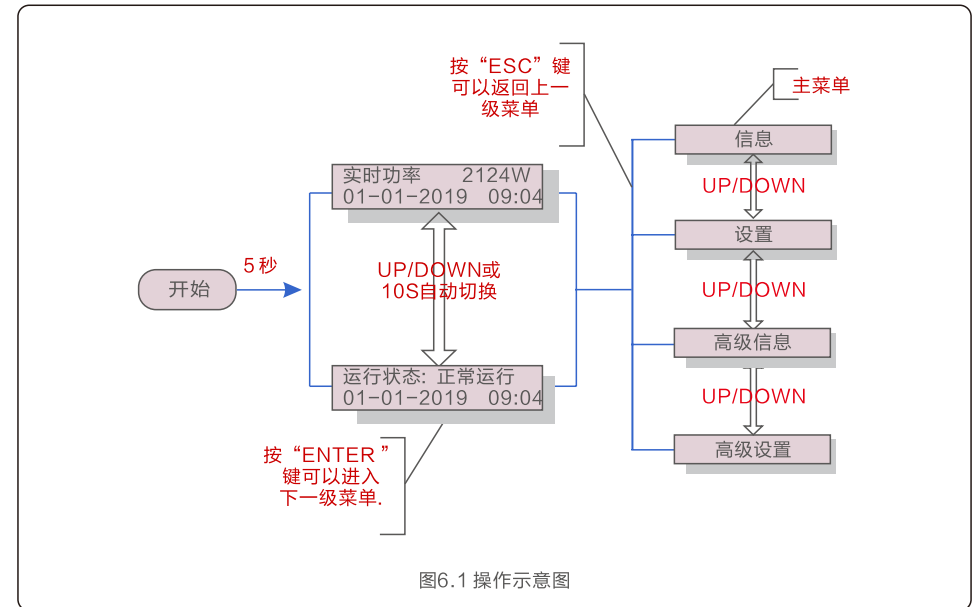 按“ESC”键
可以返回上一
级菜单
主菜单
信息
实时功率 2124W
01-01-2019 09:04
UP/DOWN
设置
5秒
UP/DOWN或
10S自动切换
开始
UP/DOWN
高级信息
运行状态: 正常运行
01-01-2019 09:04
UP/DOWN
按“ENTER”
键可以进入
下一级菜单.
高级设置
图6.1 操作示意图